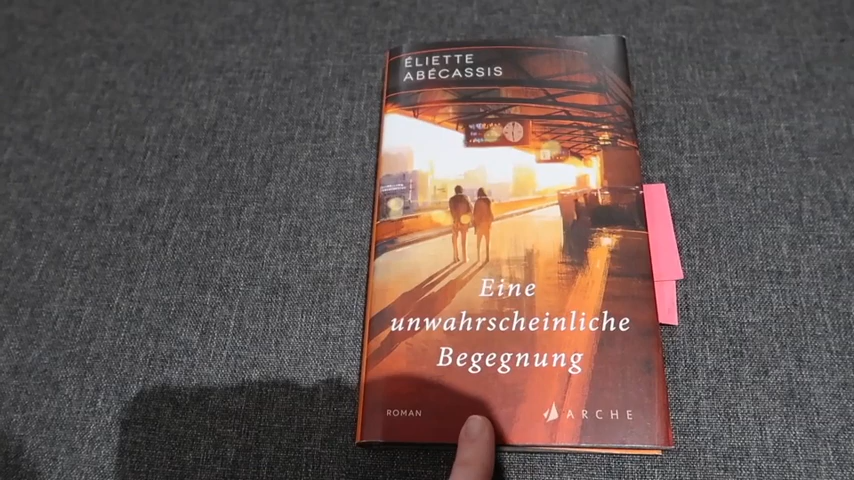 ÉLIETTE
ABÉCASSIS
Eine
unwahrscheinliche
Begegnung
ROMAN
ARCHE